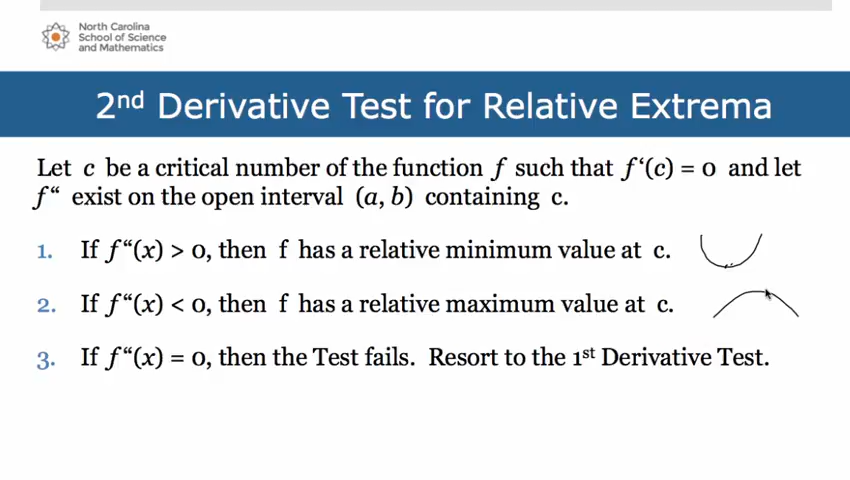 North Carolina
School of Science
and Mathematics
2nd Derivative Test for Relative Extrema
Let c be a critical number of the function f such that f‘(c) = 0 and let
f“ exist on the open interval (a, b) containing c.
1. If f“(x) > 0, then f has a relative minimum value at c.
2. If f“(x) < 0, then f has a relative maximum value at c.
3. If f“(x) = 0, then the Test fails. Resort to the 1st Derivative Test.